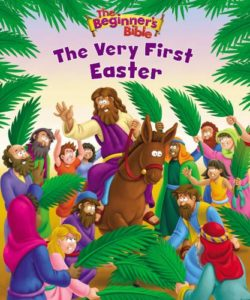 The
Beginner's
Bible
The Very First
Easter